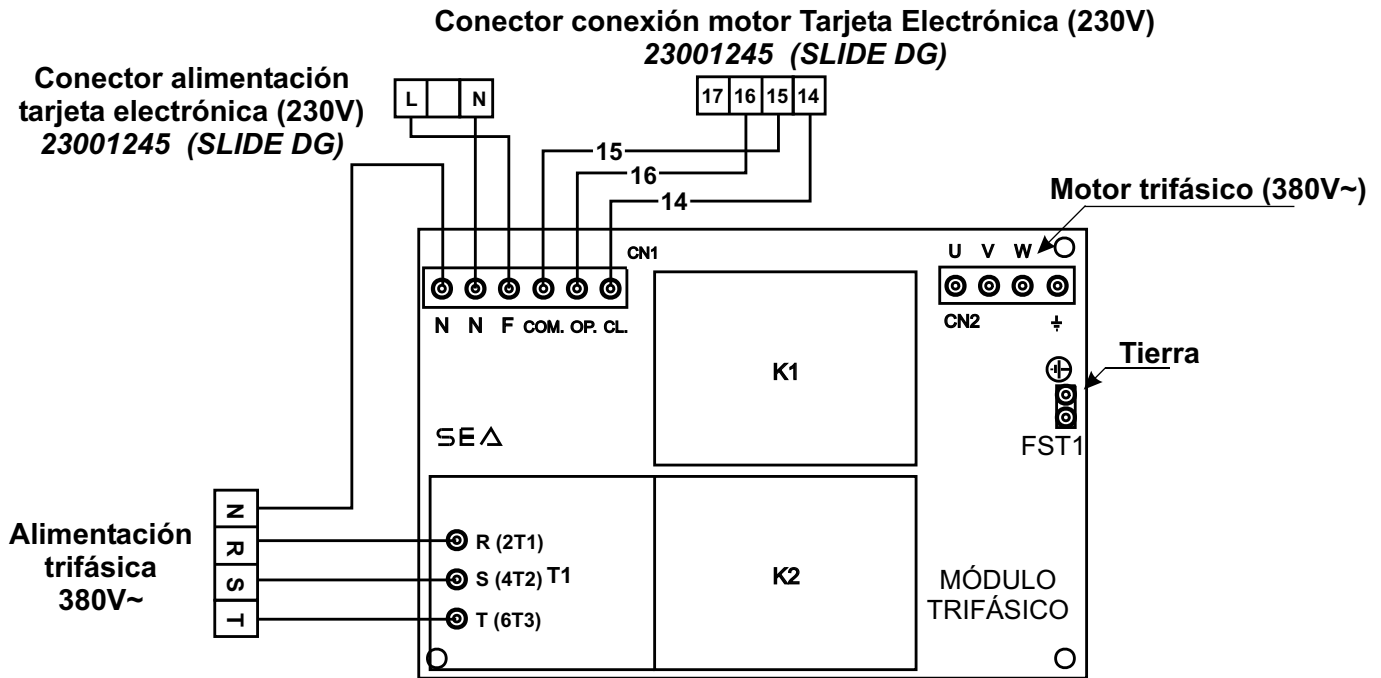 Conector conexión motor Tarjeta Electrónica (230V)
23001245 (SLIDE DG)
Conector alimentación
tarjeta electrónica (230V)
23001245 (SLIDE DG)
L N
17 16 15 14
15
16
14
Motor trifásico (380V~)
CN1
U V W
N N F COM. OP. CL.
CN2
Tierra
K1
FST1
SEA
Alimentación
trifásica
380V~
N
R
S
T
R (2T1)
S (4T2) T1
T (6T3)
K2
MÓDULO
TRIFÁSICO